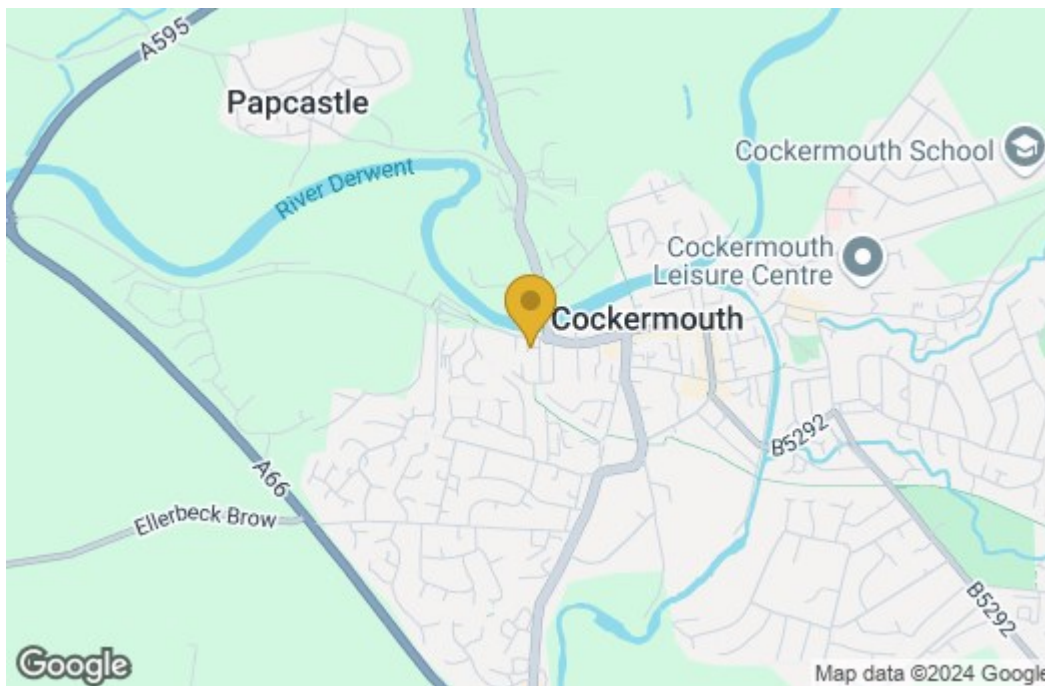 A595
Papcastle
River Derwent
Cockermouth School
Cockermouth
Leisure Centre
Cockermouth
B5292
A66
Ellerbeck Brow
B5292
Google
Map data ©2024 Google